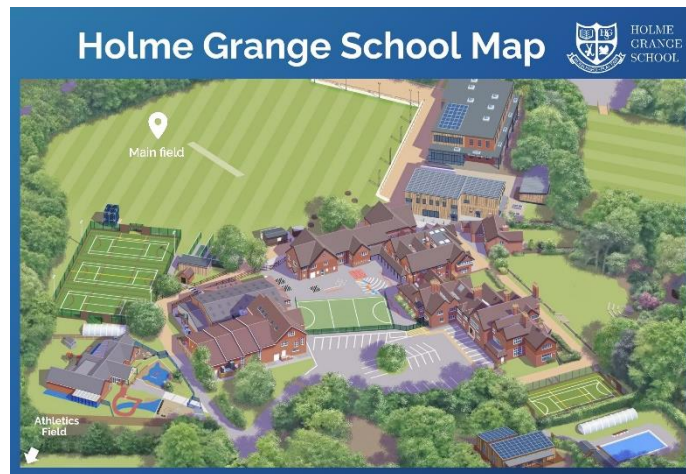 Holme Grange School Map
HOLME
GRANGE
SCHOOL
Main field
Athletics
Field